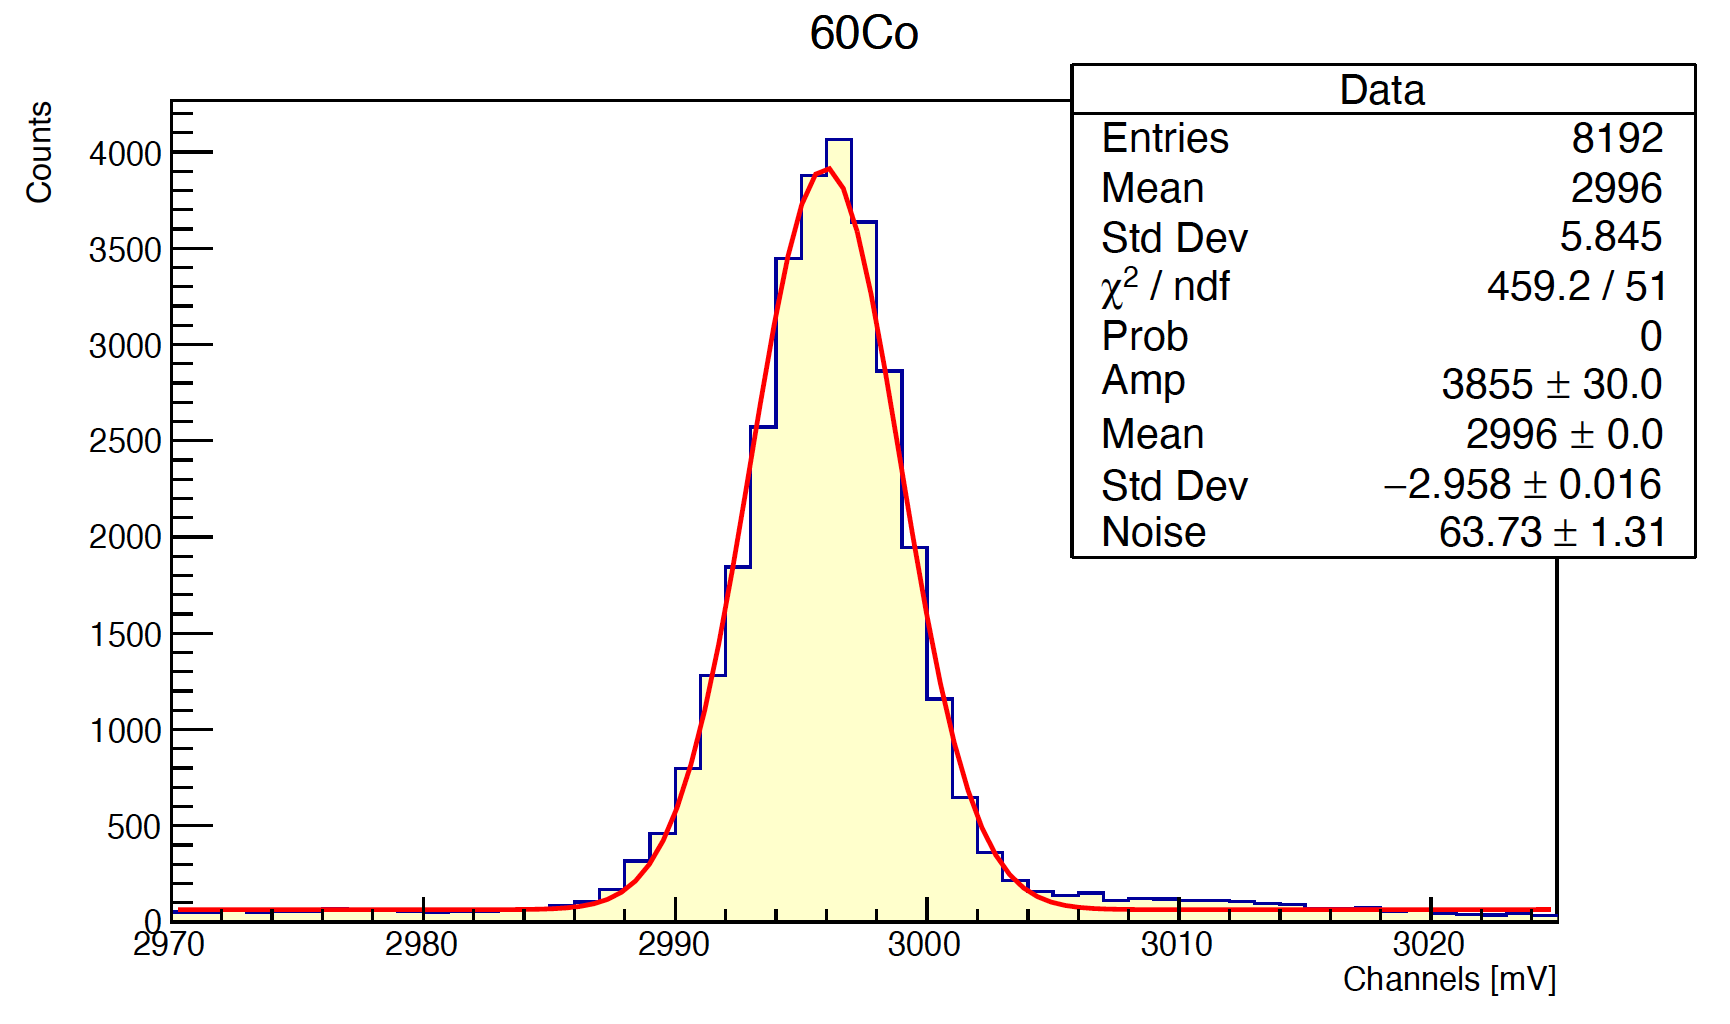 60Co
Counts
Data
Entries 8192
Mean 2996
Std Dev 5.845
χ² / ndf 459.2 / 51
Prob 0
Amp 3855 ± 30.0
Mean 2996 ± 0.0
Std Dev −2.958 ± 0.016
Noise 63.73 ± 1.31
4000
3500
3000
2500
2000
1500
1000
500
0
2970 2980 2990 3000 3010 3020
Channels [mV]